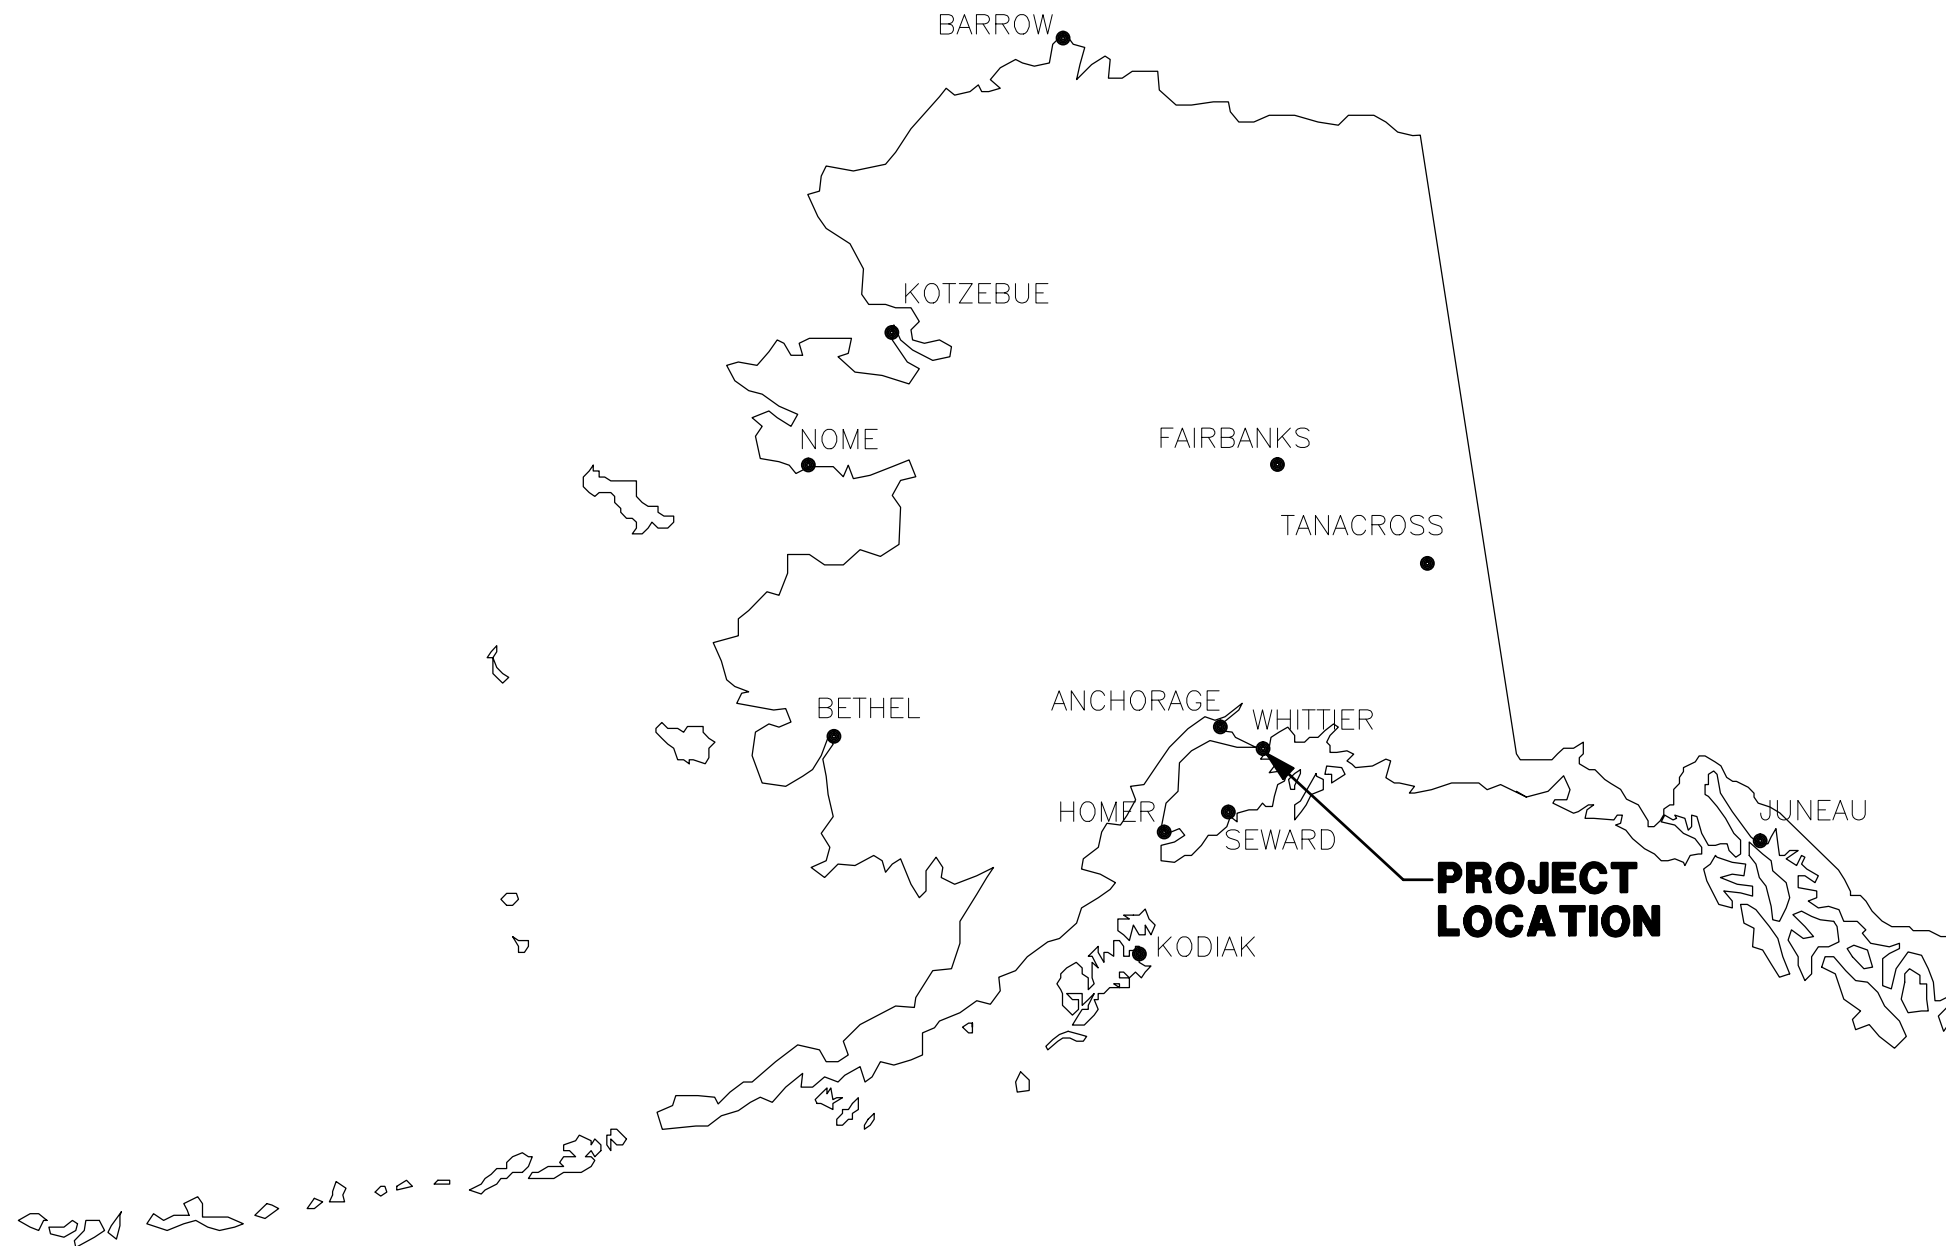 BARROW
KOTZEBUE
NOME
FAIRBANKS
TANACROSS
BETHEL
ANCHORAGE
WHITTIER
HOMER
SEWARD
JUNEAU
PROJECT
LOCATION
KODIAK